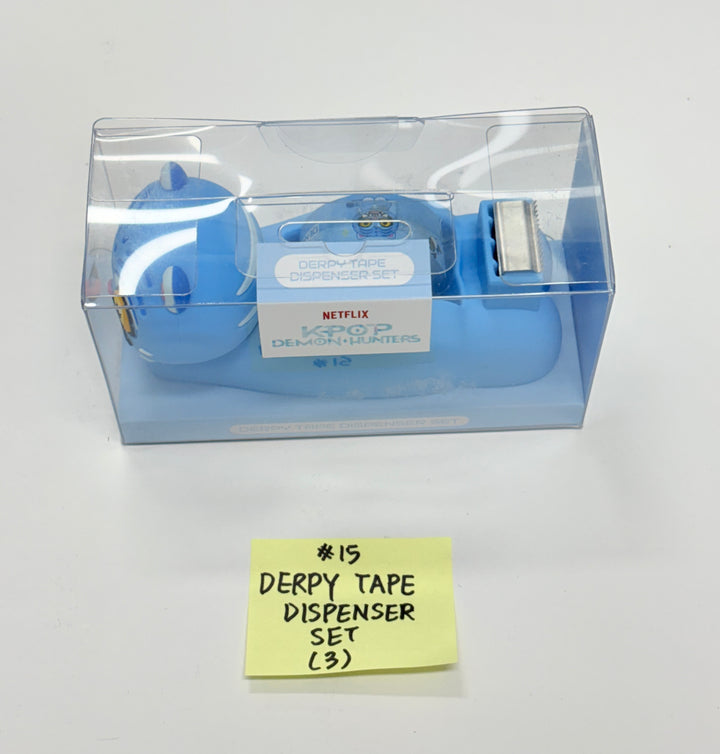 DERPY TAPE
DISPENSER SET
NETFLIX
KPOP
DEMON HUNTERS
#15
DERPY TAPE DISPENSER SET
#15
DERPY TAPE
DISPENSER
SET
(3)